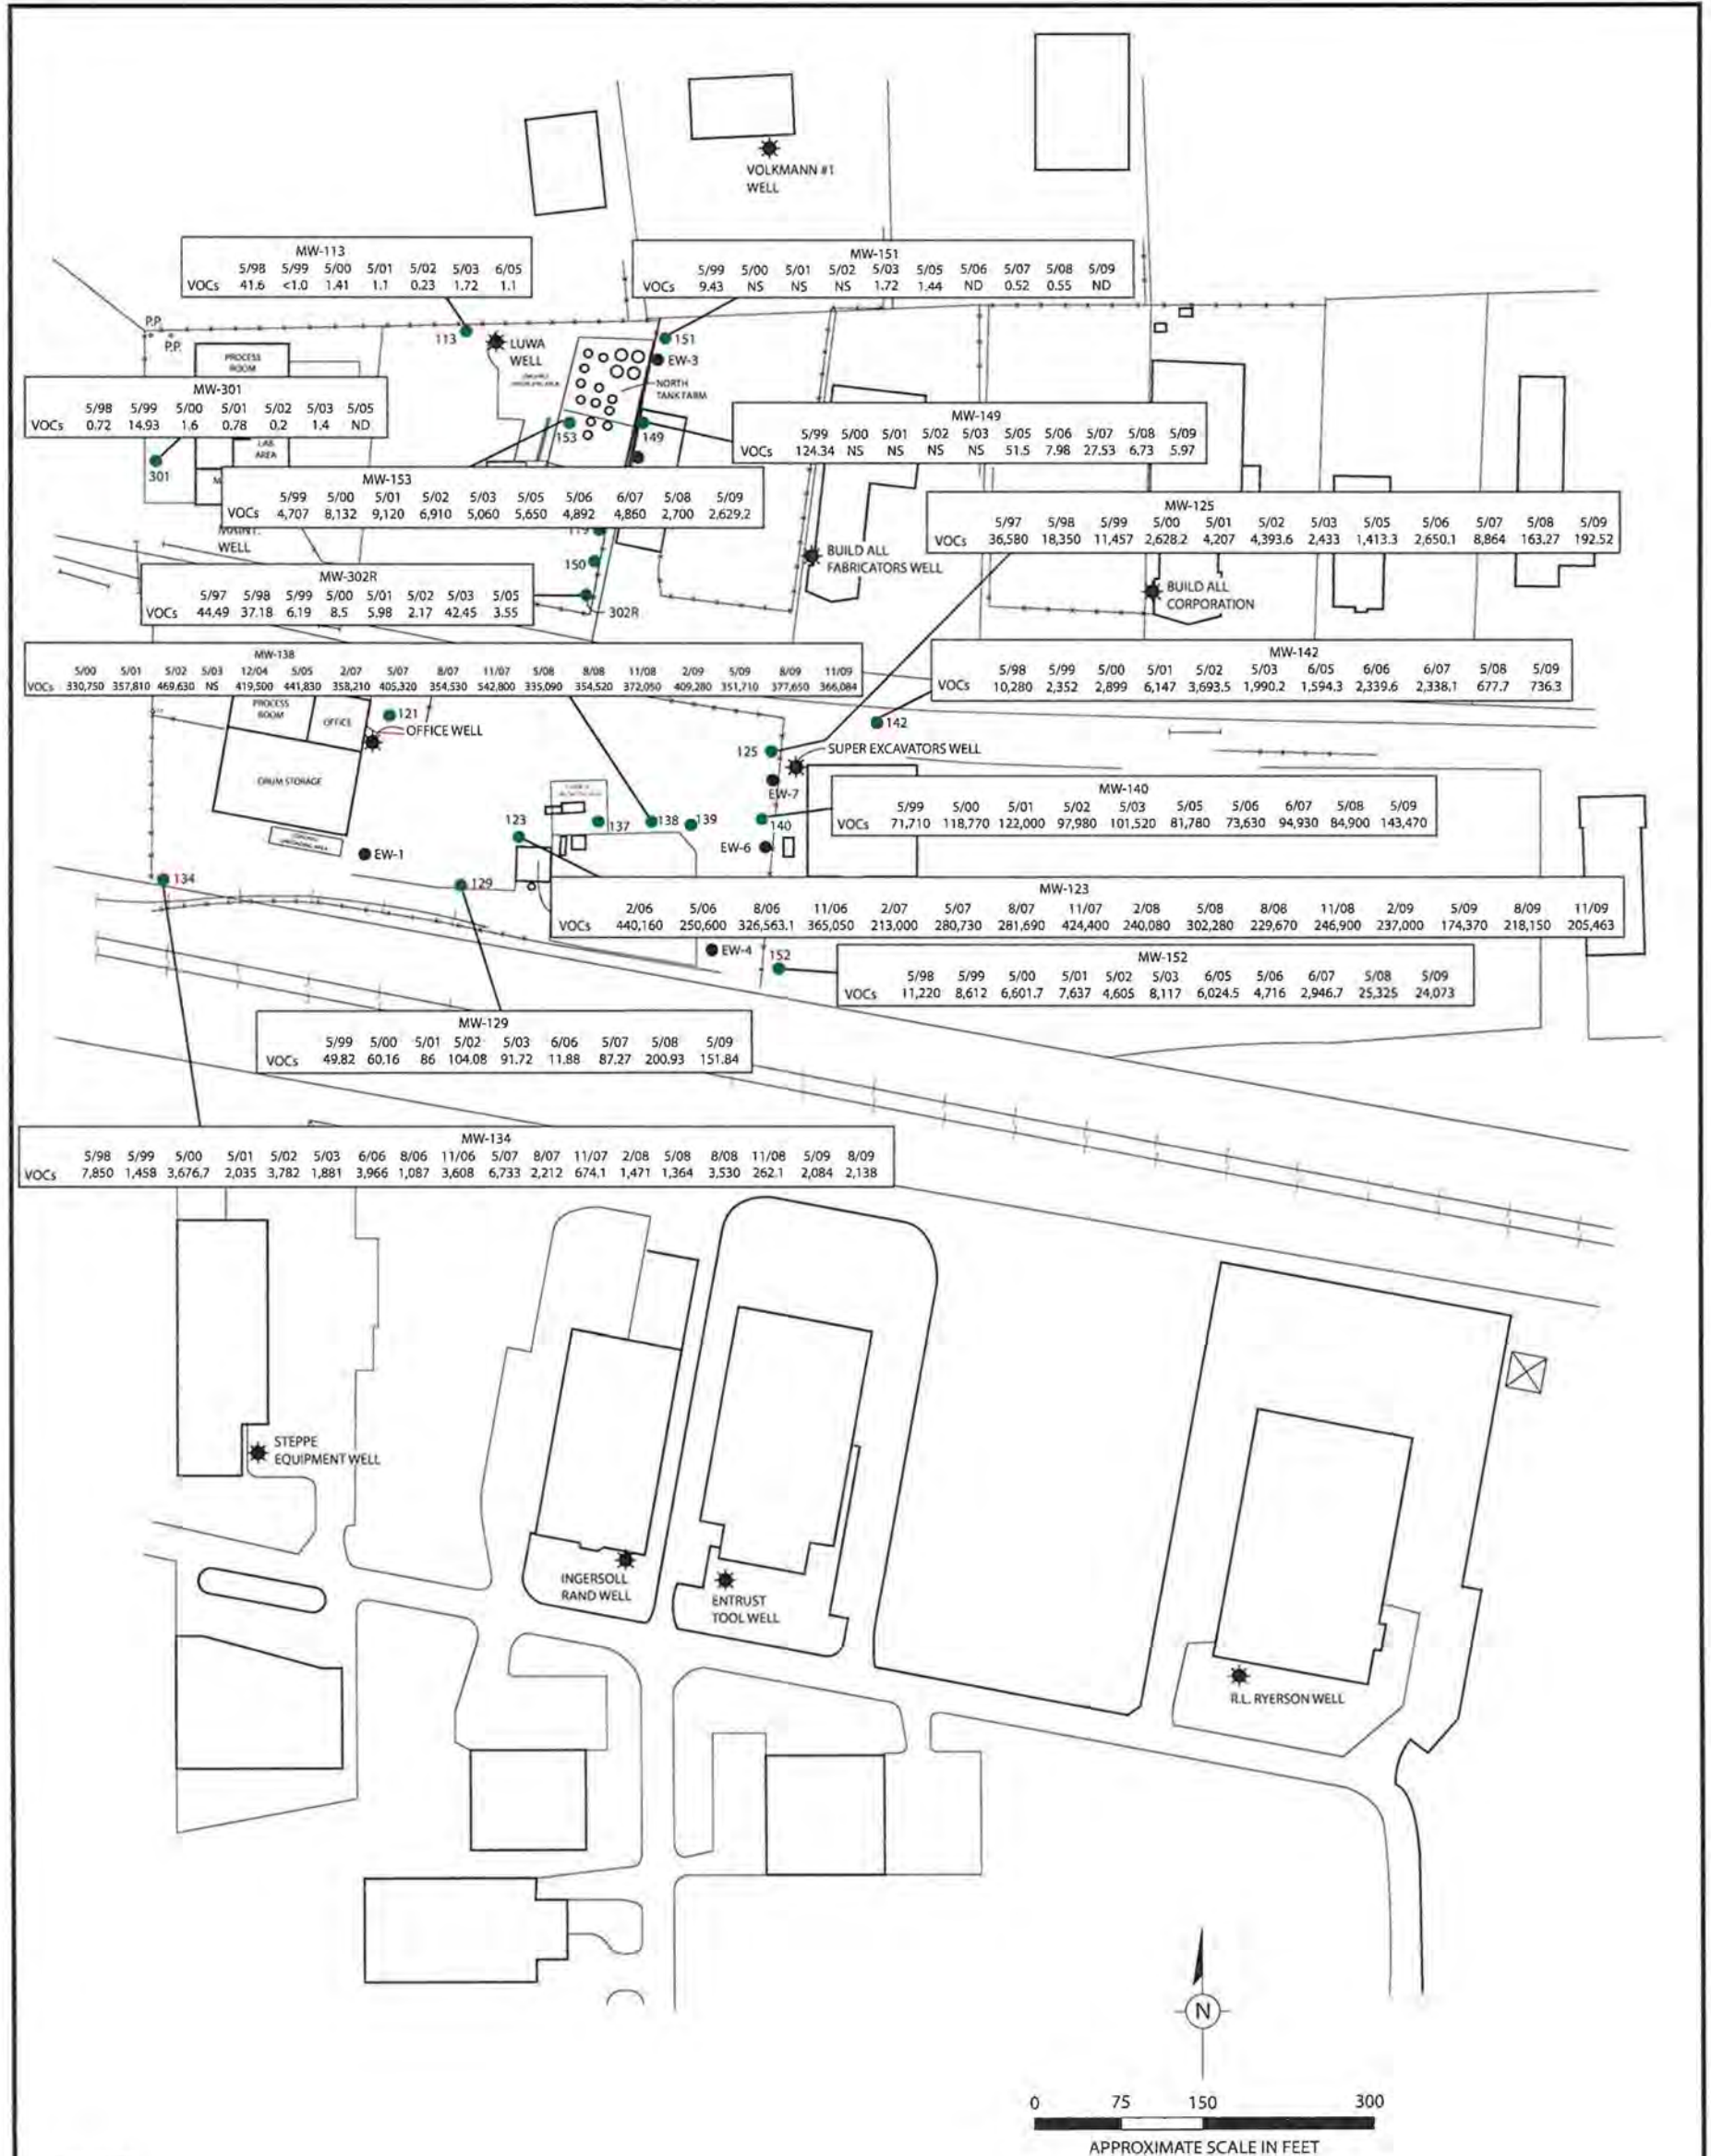 VOLKMANN #1
WELL
MW-113
5/98 5/99 5/00 5/01 5/02 5/03 6/05
VOCs 41.6 <1.0 1.41 1.1 0.23 1.72 1.1
MW-151
5/99 5/00 5/01 5/02 5/03 5/05 5/06 5/07 5/08 5/09
VOCs 9.43 NS NS NS 1.72 1.44 ND 0.52 0.55 ND
P.P.
P.P.
113
LUWA
WELL
151
EW-3
PROCESS
ROOM
NORTH
TANK FARM
MW-301
5/98 5/99 5/00 5/01 5/02 5/03 5/05
VOCs 0.72 14.93 1.6 0.78 0.2 1.4 ND
LAB
AREA
301
M
153
149
MW-149
5/99 5/00 5/01 5/02 5/03 5/05 5/06 5/07 5/08 5/09
VOCs 124.34 NS NS NS NS 51.5 7.98 27.53 6.73 5.97
MW-153
5/99 5/00 5/01 5/02 5/03 5/05 5/06 6/07 5/08 5/09
VOCs 4,707 8,132 9,120 6,910 5,060 5,650 4,892 4,860 2,700 2,629.2
MW-125
5/97 5/98 5/99 5/00 5/01 5/02 5/03 5/05 5/06 5/07 5/08 5/09
VOCs 36,580 18,350 11,457 2,628.2 4,207 4,393.6 2,433 1,413.3 2,650.1 8,864 163.27 192.52
MAINT.
WELL
119
150
BUILD ALL
FABRICATORS WELL
BUILD ALL
CORPORATION
MW-302R
5/97 5/98 5/99 5/00 5/01 5/02 5/03 5/05
VOCs 44.49 37.18 6.19 8.5 5.98 2.17 42.45 3.55
302R
MW-138
5/00 5/01 5/02 5/03 12/04 5/05 2/07 5/07 8/07 11/07 5/08 8/08 11/08 2/09 5/09 8/09 11/09
VOCs 330,750 357,810 469,630 NS 419,500 441,830 358,210 405,320 354,530 542,800 335,090 354,520 372,050 409,280 351,710 377,650 366,084
MW-142
5/98 5/99 5/00 5/01 5/02 5/03 6/05 6/06 6/07 5/08 5/09
VOCs 10,280 2,352 2,899 6,147 3,693.5 1,990.2 1,594.3 2,339.6 2,338.1 677.7 736.3
PROCESS
ROOM
OFFICE
121
OFFICE WELL
142
125
SUPER EXCAVATORS WELL
DRUM STORAGE
EW-7
MW-140
5/99 5/00 5/01 5/02 5/03 5/05 5/06 6/07 5/08 5/09
VOCs 71,710 118,770 122,000 97,980 101,520 81,780 73,630 94,930 84,900 143,470
123
137
138
139
140
EW-1
EW-6
134
129
MW-123
2/06 5/06 8/06 11/06 2/07 5/07 8/07 11/07 2/08 5/08 8/08 11/08 2/09 5/09 8/09 11/09
VOCs 440,160 250,600 326,563.1 365,050 213,000 280,730 281,690 424,400 240,080 302,280 229,670 246,900 237,000 174,370 218,150 205,463
EW-4
152
MW-152
5/98 5/99 5/00 5/01 5/02 5/03 6/05 5/06 6/07 5/08 5/09
VOCs 11,220 8,612 6,601.7 7,637 4,605 8,117 6,024.5 4,716 2,946.7 25,325 24,073
MW-129
5/99 5/00 5/01 5/02 5/03 6/06 5/07 5/08 5/09
VOCs 49.82 60.16 86 104.08 91.72 11.88 87.27 200.93 151.84
MW-134
5/98 5/99 5/00 5/01 5/02 5/03 6/06 8/06 11/06 5/07 8/07 11/07 2/08 5/08 8/08 11/08 5/09 8/09
VOCs 7,850 1,458 3,676.7 2,035 3,782 1,881 3,966 1,087 3,608 6,733 2,212 674.1 1,471 1,364 3,530 262.1 2,084 2,138
STEPPE
EQUIPMENT WELL
INGERSOLL
RAND WELL
ENTRUST
TOOL WELL
R.L. RYERSON WELL
N
0 75 150 300
APPROXIMATE SCALE IN FEET